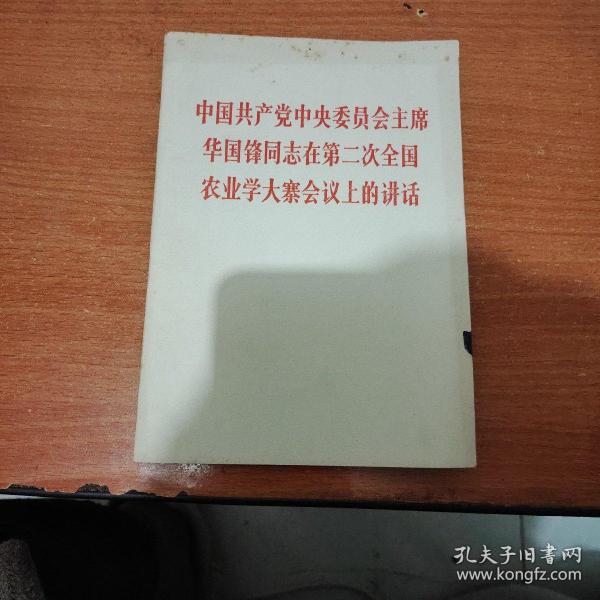 中国共产党中央委员会主席
华国锋同志在第二次全国
农业学大寨会议上的讲话
孔夫子旧书网
www.kongfz.com